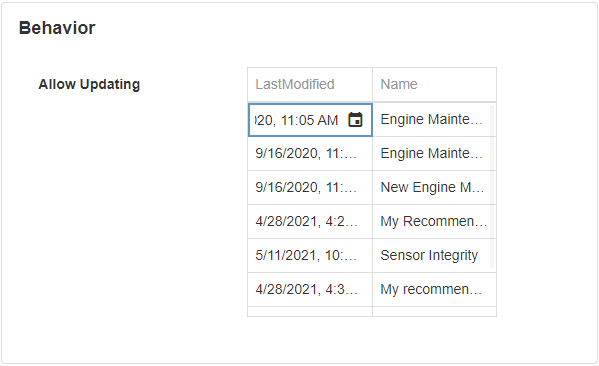 Behavior
Allow Updating
LastModified Name
020, 11:05 AM Engine Mainte...
9/16/2020, 11:... Engine Mainte...
9/16/2020, 11:... New Engine M...
4/28/2021, 4:2... My Recommen...
5/11/2021, 10:... Sensor Integrity
4/28/2021, 4:3... My recommen...